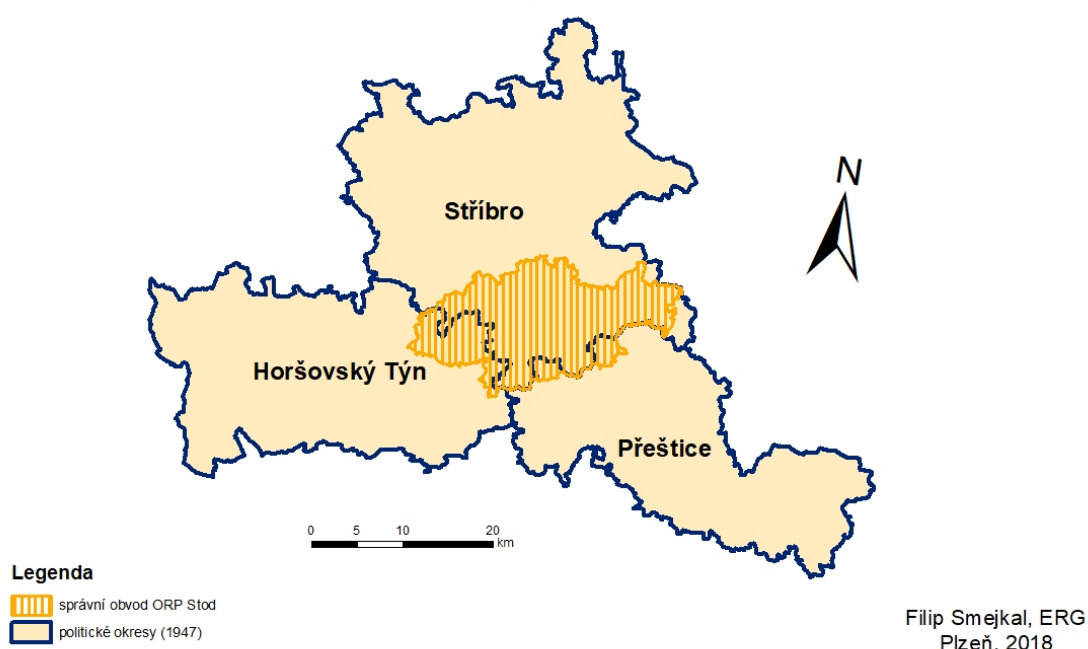 N
Stříbro
Horšovský Týn
Přeštice
0 5 10 20
km
Legenda
správní obvod ORP Stod
politické okresy (1947)
Filip Smejkal, ERG
Plzeň, 2018